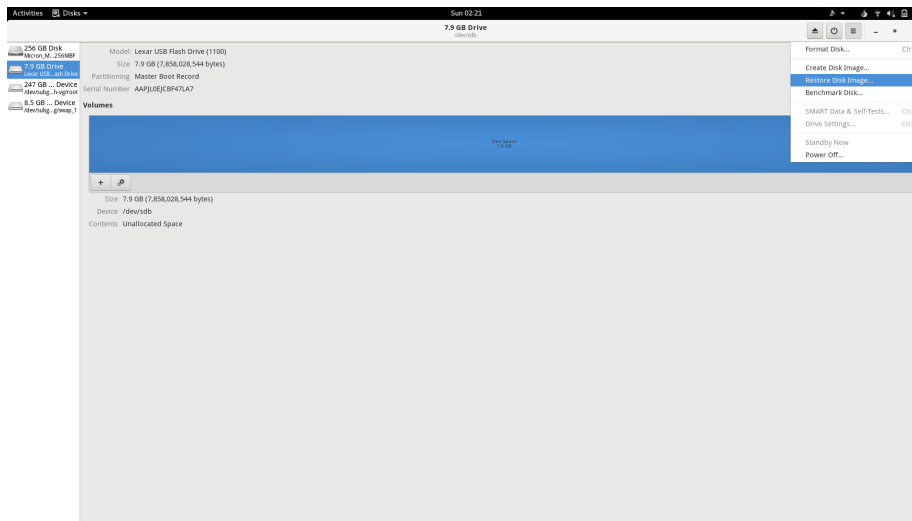 Activities Disks Sun 02:21
7.9 GB Drive
/dev/sdb
256 GB Disk
Micron_M...256MBF
7.9 GB Drive
Lexar USB...ash Drive
247 GB ... Device
/dev/subg...h-vg/root
8.5 GB ... Device
/dev/subg...g/swap_1
Model Lexar USB Flash Drive (1100)
Size 7.9 GB (7,858,028,544 bytes)
Partitioning Master Boot Record
Serial Number AAPJL0EJCBF47LA7
Volumes
Free Space
7.9 GB
Size 7.9 GB (7,858,028,544 bytes)
Device /dev/sdb
Contents Unallocated Space
Format Disk... Ctr
Create Disk Image...
Restore Disk Image...
Benchmark Disk...
SMART Data & Self-Tests... Ctr
Drive Settings... Ctr
Standby Now
Power Off...